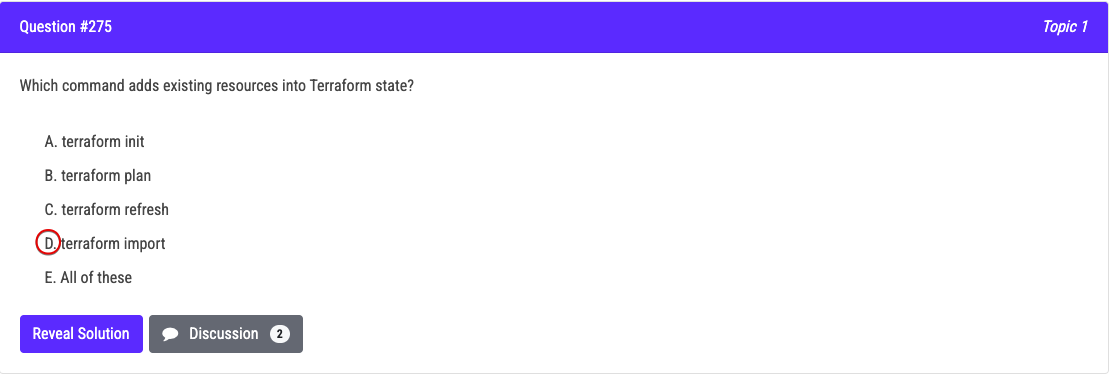 Question #275
Topic 1
Which command adds existing resources into Terraform state?
A. terraform init
B. terraform plan
C. terraform refresh
D. terraform import
E. All of these
Reveal Solution
Discussion 2